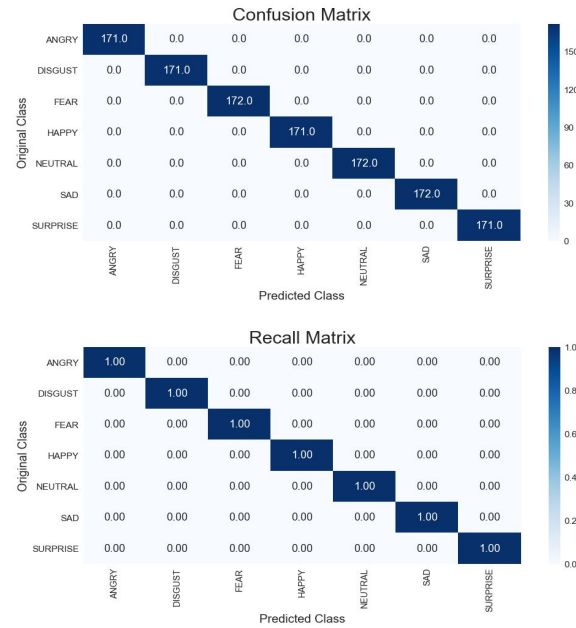 Confusion Matrix
ANGRY 171.0 0.0 0.0 0.0 0.0 0.0 0.0
DISGUST 0.0 171.0 0.0 0.0 0.0 0.0 0.0
FEAR 0.0 0.0 172.0 0.0 0.0 0.0 0.0
HAPPY 0.0 0.0 0.0 171.0 0.0 0.0 0.0
NEUTRAL 0.0 0.0 0.0 0.0 172.0 0.0 0.0
SAD 0.0 0.0 0.0 0.0 0.0 172.0 0.0
SURPRISE 0.0 0.0 0.0 0.0 0.0 0.0 171.0
Original Class
ANGRY DISGUST FEAR HAPPY NEUTRAL SAD SURPRISE
Predicted Class
150
120
90
60
30
0
Recall Matrix
ANGRY 1.00 0.00 0.00 0.00 0.00 0.00 0.00
DISGUST 0.00 1.00 0.00 0.00 0.00 0.00 0.00
FEAR 0.00 0.00 1.00 0.00 0.00 0.00 0.00
HAPPY 0.00 0.00 0.00 1.00 0.00 0.00 0.00
NEUTRAL 0.00 0.00 0.00 0.00 1.00 0.00 0.00
SAD 0.00 0.00 0.00 0.00 0.00 1.00 0.00
SURPRISE 0.00 0.00 0.00 0.00 0.00 0.00 1.00
Original Class
ANGRY DISGUST FEAR HAPPY NEUTRAL SAD SURPRISE
Predicted Class
1.0
0.8
0.6
0.4
0.2
0.0